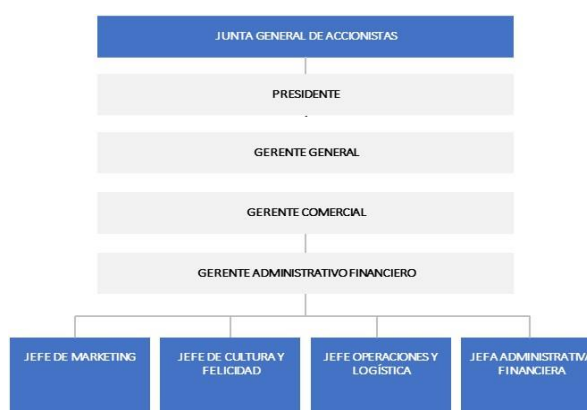 JUNTA GENERAL DE ACCIONISTAS
PRESIDENTE
GERENTE GENERAL
GERENTE COMERCIAL
GERENTE ADMINISTRATIVO FINANCIERO
JEFE DE MARKETING
JEFE DE CULTURA Y
FELICIDAD
JEFE OPERACIONES Y
LOGÍSTICA
JEFA ADMINISTRATIVA
FINANCIERA